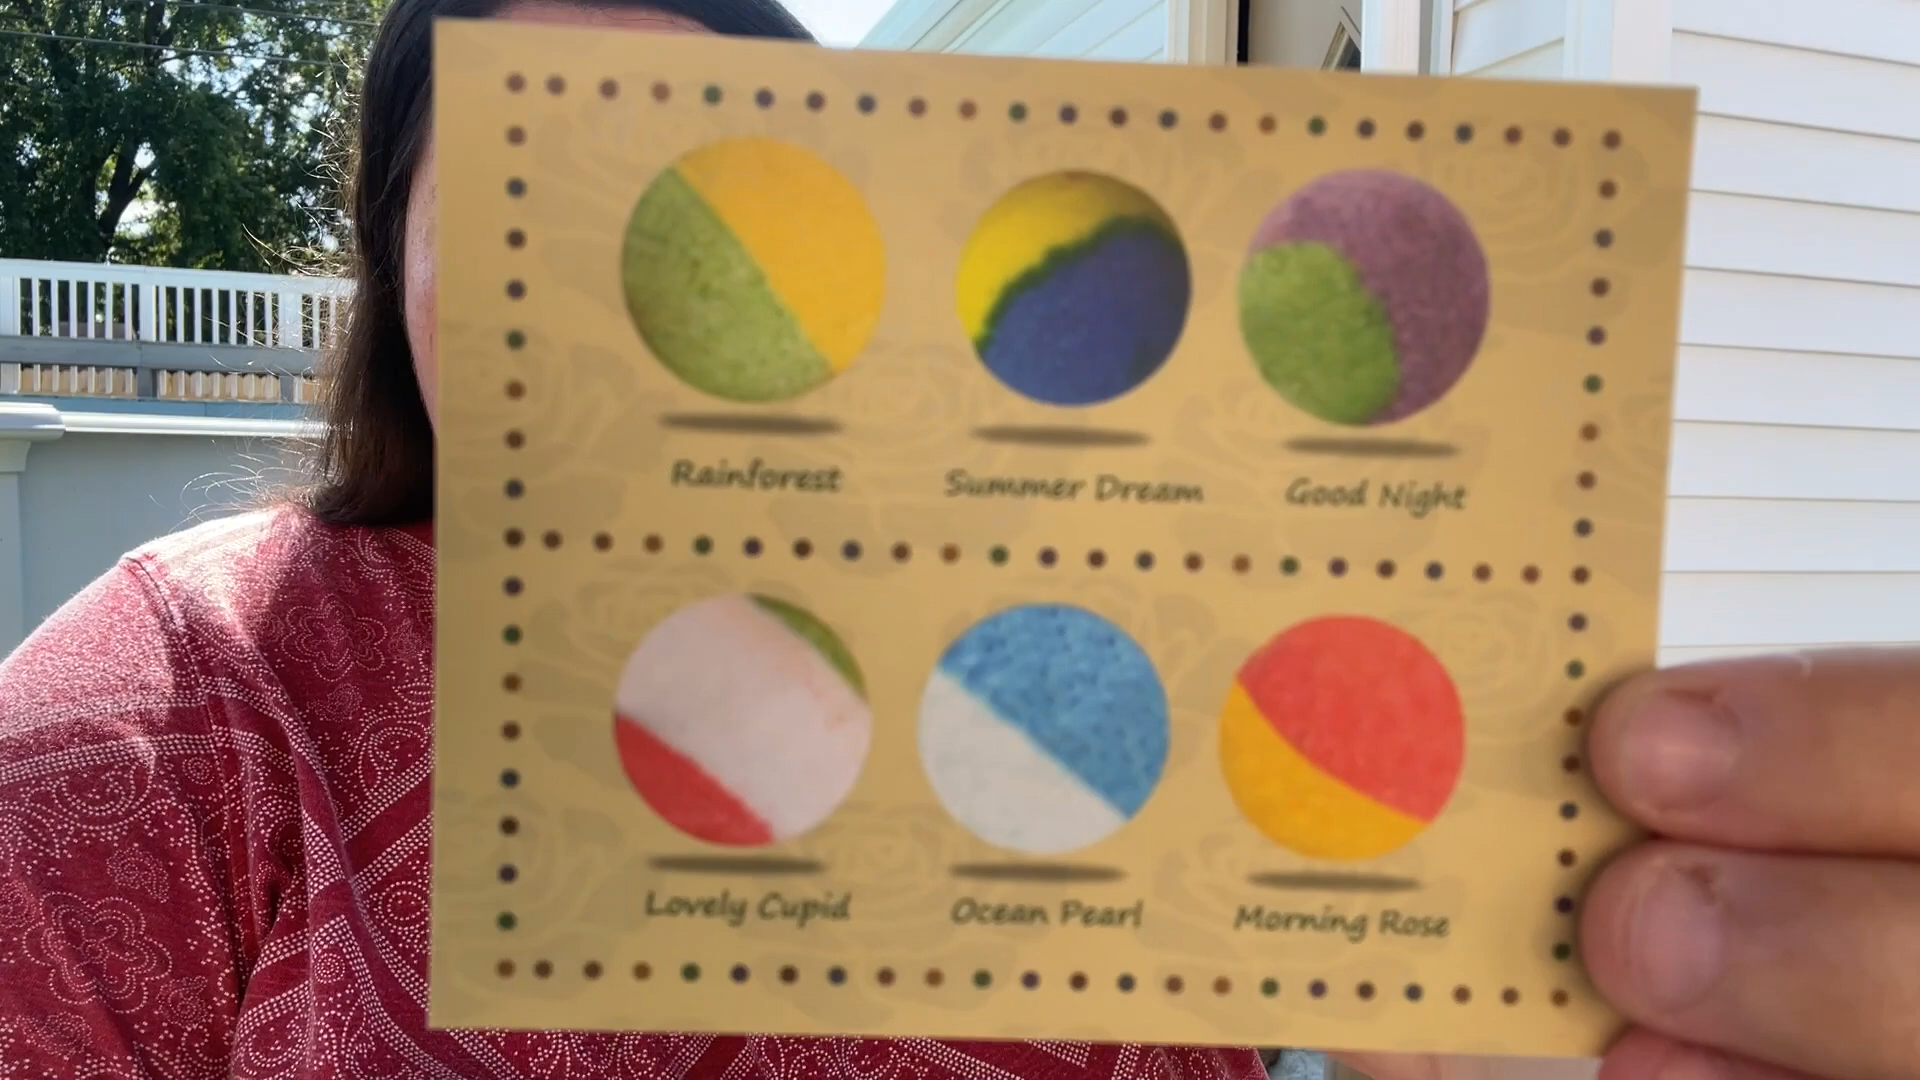 Rainforest
Summer Dream
Good Night
Lovely Cupid
Ocean Pearl
Morning Rose